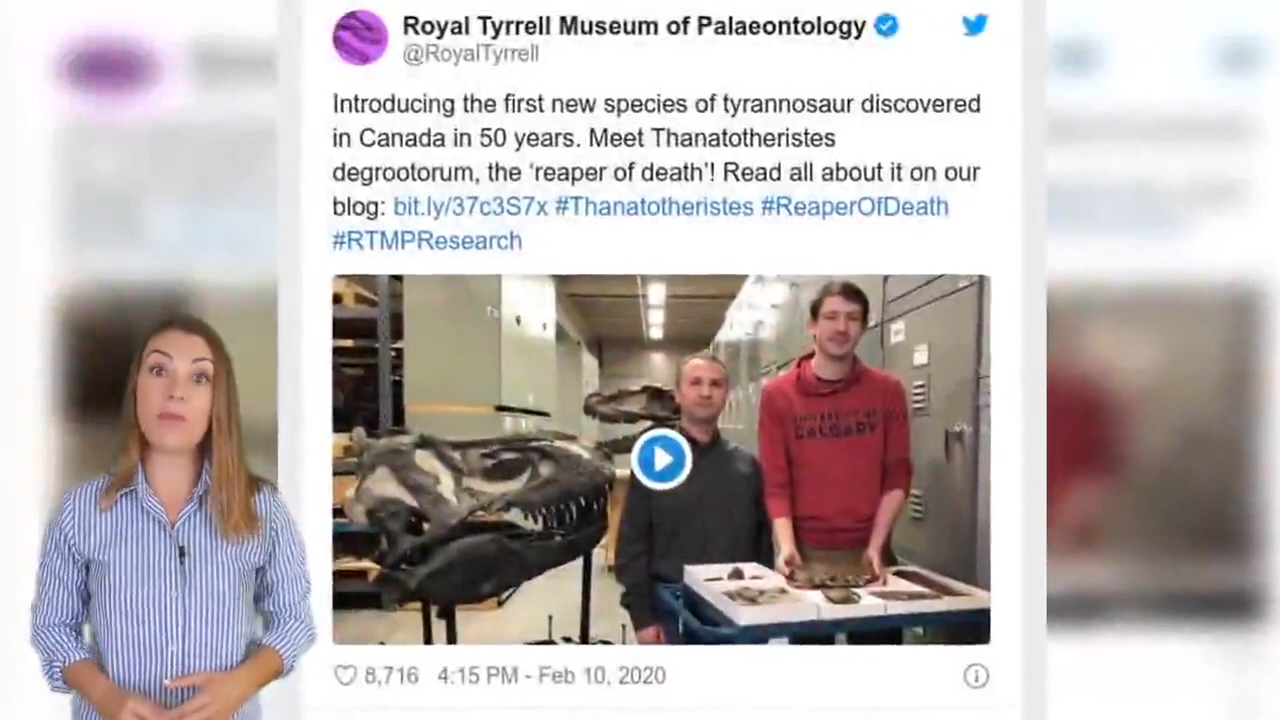 Royal Tyrrell Museum of Palaeontology
@RoyalTyrrell
Introducing the first new species of tyrannosaur discovered
in Canada in 50 years. Meet Thanatotheristes
degrootorum, the ‘reaper of death’! Read all about it on our
blog: bit.ly/37c3S7x #Thanatotheristes #ReaperOfDeath
#RTMPResearch
UNIVERSITY OF
CALGARY
8,716 4:15 PM - Feb 10, 2020